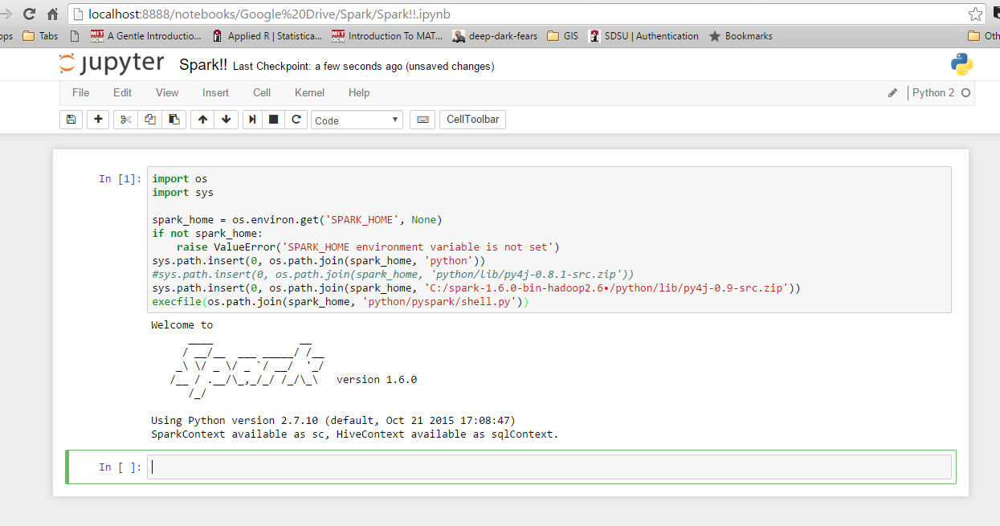 localhost:8888/notebooks/Google%20Drive/Spark/Spark!!.ipynb
ops Tabs A Gentle Introductio... Applied R | Statistica... Introduction To MAT... deep-dark-fears GIS SDSU | Authentication Bookmarks Oth
jupyter Spark!! Last Checkpoint: a few seconds ago (unsaved changes)
File Edit View Insert Cell Kernel Help Python 2
Code CellToolbar
In [1]: import os
import sys
spark_home = os.environ.get('SPARK_HOME', None)
if not spark_home:
    raise ValueError('SPARK_HOME environment variable is not set')
sys.path.insert(0, os.path.join(spark_home, 'python'))
#sys.path.insert(0, os.path.join(spark_home, 'python/lib/py4j-0.8.1-src.zip'))
sys.path.insert(0, os.path.join(spark_home, 'C:/spark-1.6.0-bin-hadoop2.6•/python/lib/py4j-0.9-src.zip'))
execfile(os.path.join(spark_home, 'python/pyspark/shell.py'))
Welcome to
      ____              __
     / __/__  ___ _____/ /__
    _\ \/ _ \/ _ `/ __/  '_/
   /__ / .__/\_,_/_/ /_/\_\   version 1.6.0
      /_/
Using Python version 2.7.10 (default, Oct 21 2015 17:08:47)
SparkContext available as sc, HiveContext available as sqlContext.
In [ ]: